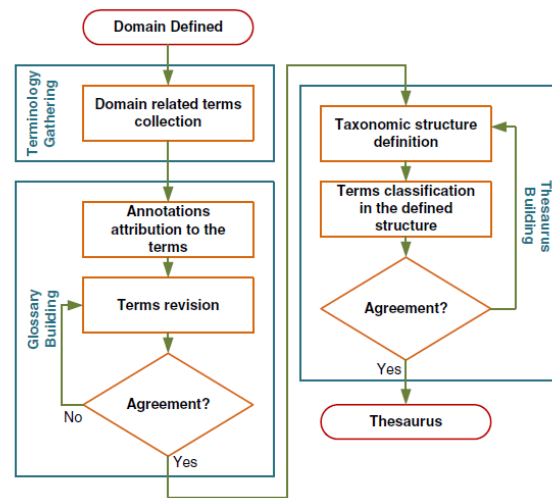 Domain Defined
Terminology
Gathering
Domain related terms
collection
Glossary
Building
Annotations
attribution to the
terms
Terms revision
Agreement?
No
Yes
Thesaurus
Building
Taxonomic structure
definition
Terms classification
in the defined
structure
Agreement?
Yes
Thesaurus